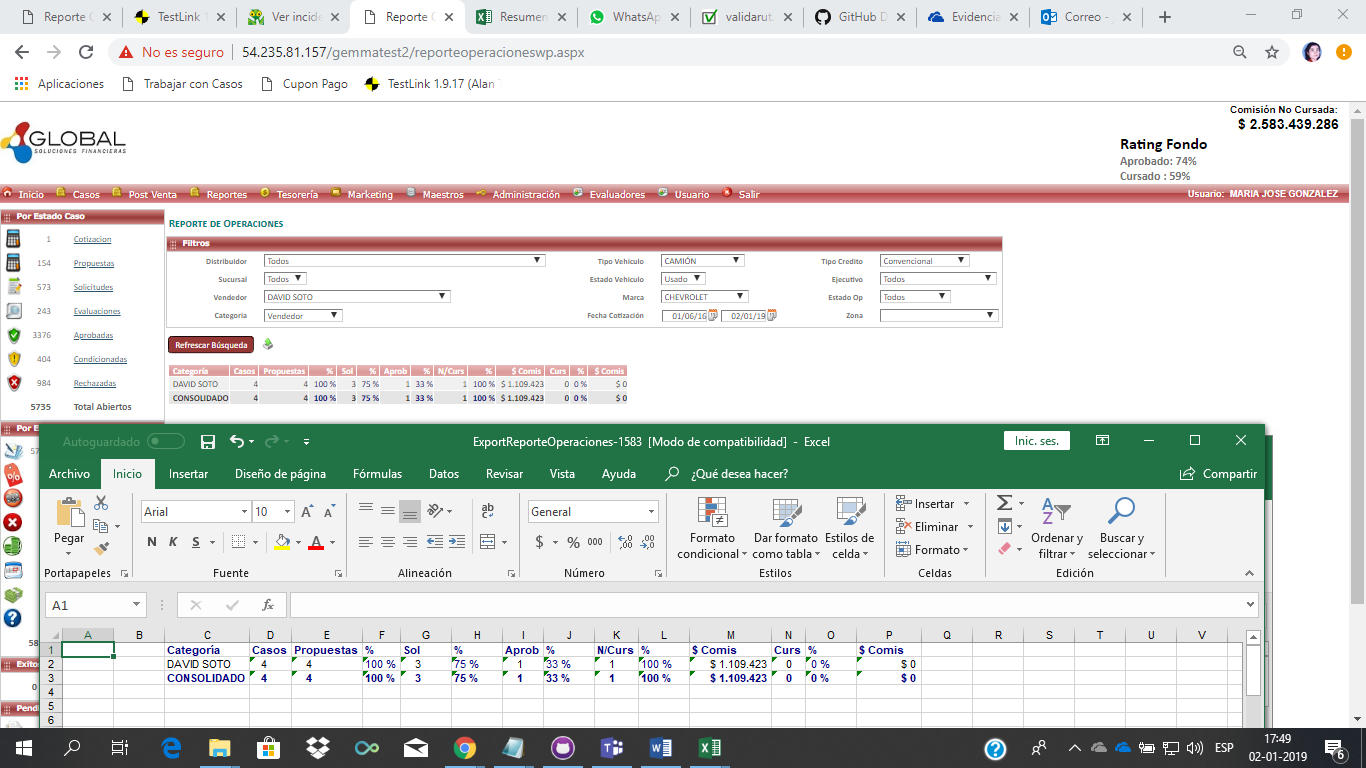 Reporte O
TestLink 1
Ver incide
Reporte O
Resumen
WhatsAp
validarut.
GitHub D
Evidencia
Correo -
No es seguro | 54.235.81.157/gemmatest2/reporteoperacioneswp.aspx
Aplicaciones Trabajar con Casos Cupon Pago TestLink 1.9.17 (Alan
Comisión No Cursada:
$ 2.583.439.286
GLOBAL
SOLUCIONES FINANCIERAS
Rating Fondo
Aprobado: 74%
Cursado : 59%
Inicio Casos Post Venta Reportes Tesorería Marketing Maestros Administración Evaluadores Usuario Salir Usuario: MARIA JOSE GONZALEZ
Por Estado Caso
1 Cotizacion
154 Propuestas
573 Solicitudes
243 Evaluaciones
3376 Aprobadas
404 Condicionadas
984 Rechazadas
5735 Total Abiertos
REPORTE DE OPERACIONES
Filtros
Distribuidor Todos Tipo Vehiculo CAMIÓN Tipo Credito Convencional
Sucursal Todos Estado Vehiculo Usado Ejecutivo Todos
Vendedor DAVID SOTO Marca CHEVROLET Estado Op Todos
Categoria Vendedor Fecha Cotización 01/06/16 02/01/19 Zona
Refrescar Búsqueda
Categoría Casos Propuestas % Sol % Aprob % N/Curs % $ Comis Curs % $ Comis
DAVID SOTO 4 4 100 % 3 75 % 1 33 % 1 100 % $ 1.109.423 0 0 % $ 0
CONSOLIDADO 4 4 100 % 3 75 % 1 33 % 1 100 % $ 1.109.423 0 0 % $ 0
Por E
57
58
Exito
0
Pendi
Autoguardado ExportReporteOperaciones-1583 [Modo de compatibilidad] - Excel Inic. ses.
Archivo Inicio Insertar Diseño de página Fórmulas Datos Revisar Vista Ayuda ¿Qué desea hacer? Compartir
Pegar
Portapapeles
Arial 10
N K S
Fuente
ab
c
Alineación
General
$ % 000
Número
Formato condicional
Dar formato como tabla
Estilos de celda
Estilos
Insertar
Eliminar
Formato
Celdas
Ordenar y filtrar
Buscar y seleccionar
Edición
A1 fx
A B C D E F G H I J K L M N O P Q R S T U V
1 Categoría Casos Propuestas % Sol % Aprob % N/Curs % $ Comis Curs % $ Comis
2 DAVID SOTO 4 4 100 % 3 75 % 1 33 % 1 100 % $ 1.109.423 0 0 % $ 0
3 CONSOLIDADO 4 4 100 % 3 75 % 1 33 % 1 100 % $ 1.109.423 0 0 % $ 0
4
5
6
ESP
17:49
02-01-2019
6